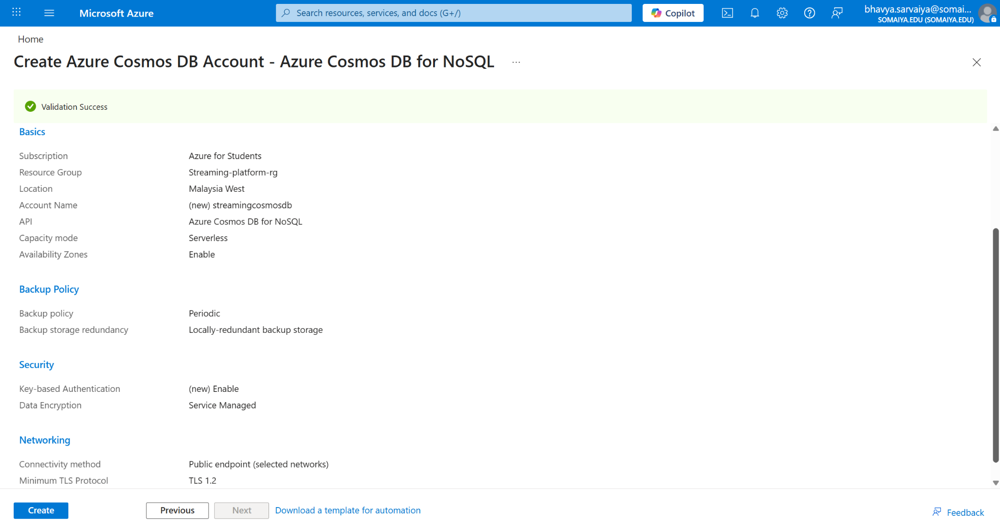 Microsoft Azure
Search resources, services, and docs (G+/)
Copilot
bhavya.sarvaiya@somai...
SOMAIYA.EDU (SOMAIYA.EDU)
Home
Create Azure Cosmos DB Account - Azure Cosmos DB for NoSQL ...
Validation Success
Basics
Subscription Azure for Students
Resource Group Streaming-platform-rg
Location Malaysia West
Account Name (new) streamingcosmosdb
API Azure Cosmos DB for NoSQL
Capacity mode Serverless
Availability Zones Enable
Backup Policy
Backup policy Periodic
Backup storage redundancy Locally-redundant backup storage
Security
Key-based Authentication (new) Enable
Data Encryption Service Managed
Networking
Connectivity method Public endpoint (selected networks)
Minimum TLS Protocol TLS 1.2
Create Previous Next Download a template for automation Feedback